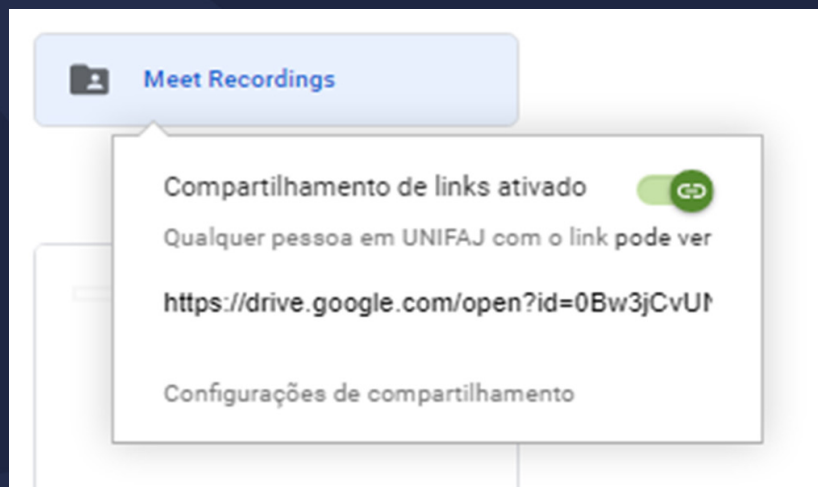 Meet Recordings
Compartilhamento de links ativado
Qualquer pessoa em UNIFAJ com o link pode ver
https://drive.google.com/open?id=0Bw3jCvUN
Configurações de compartilhamento